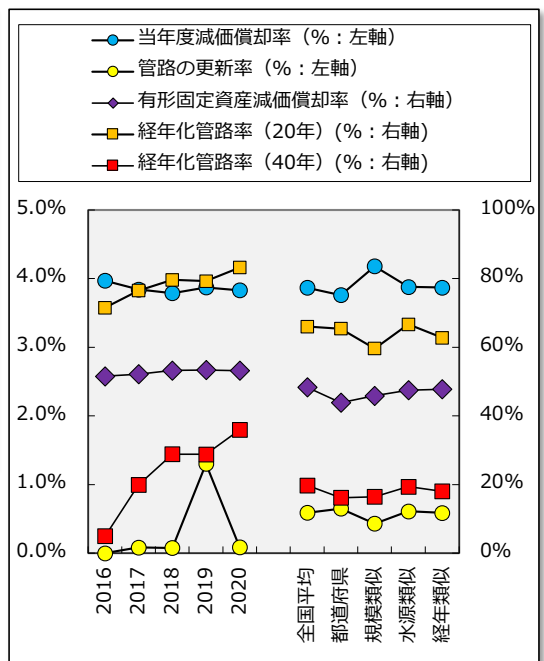 当年度減価償却率（%：左軸）
管路の更新率（%：左軸）
有形固定資産減価償却率（%：右軸）
経年化管路率（20年）(%：右軸)
経年化管路率（40年）(%：右軸)
5.0% 100%
4.0% 80%
3.0% 60%
2.0% 40%
1.0% 20%
0.0% 0%
2016
2017
2018
2019
2020
全国平均
都道府県
規模類似
水源類似
経年類似